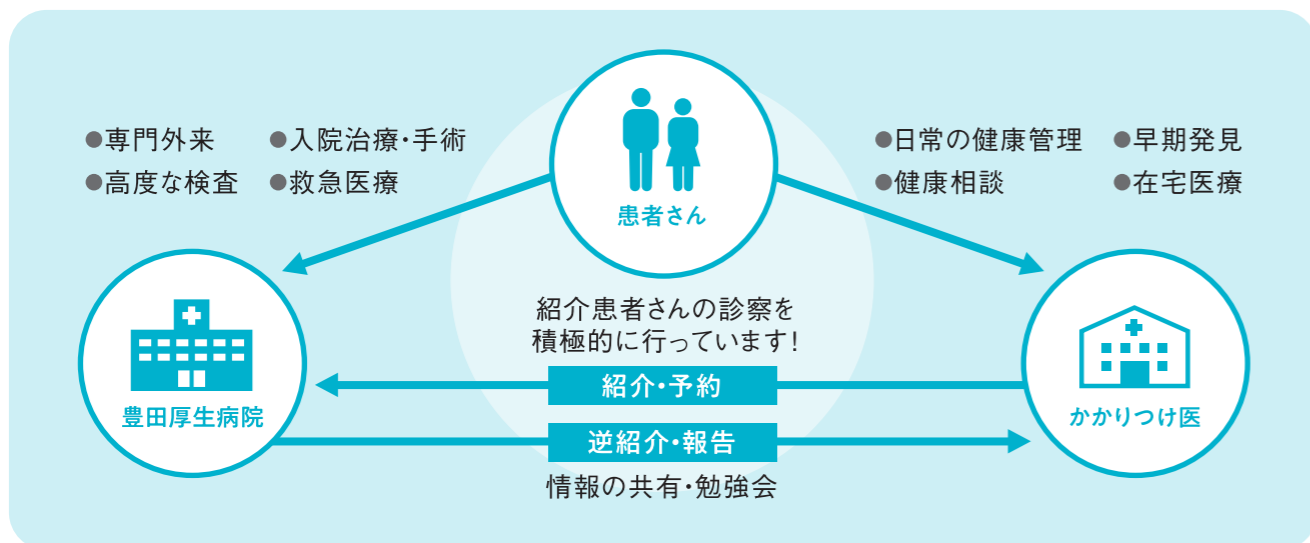 ●専門外来 ●入院治療・手術
●高度な検査 ●救急医療
患者さん
●日常の健康管理 ●早期発見
●健康相談 ●在宅医療
紹介患者さんの診察を
積極的に行っています!
紹介・予約
逆紹介・報告
情報の共有・勉強会
豊田厚生病院
かかりつけ医